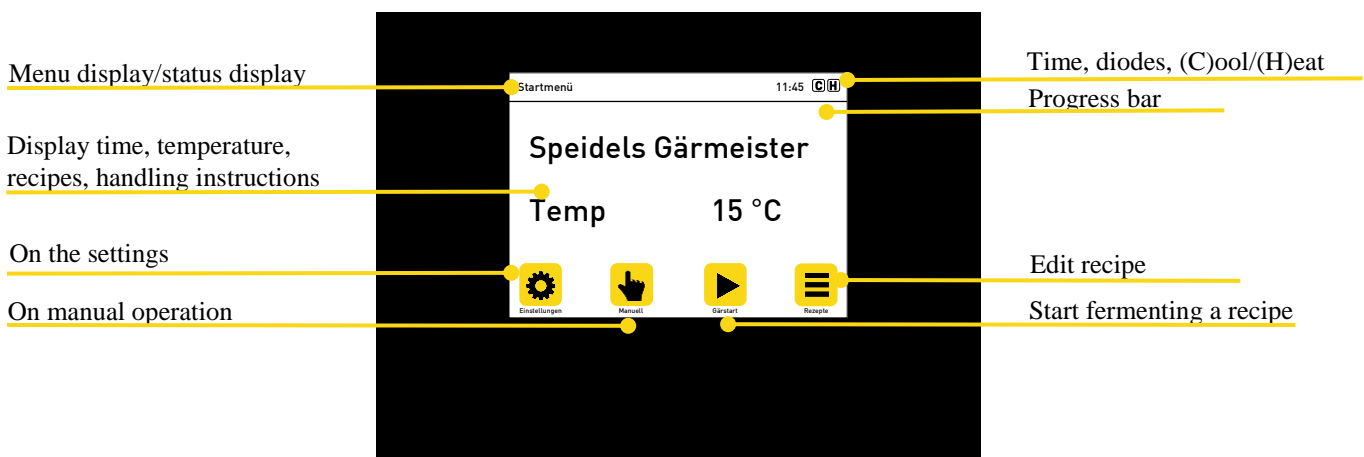 Menu display/status display
Display time, temperature,
recipes, handling instructions
On the settings
On manual operation
Startmenü 11:45 C H
Speidels Gärmeister
Temp 15 °C
Einstellungen Manuell Gärstart Rezepte
Time, diodes, (C)ool/(H)eat
Progress bar
Edit recipe
Start fermenting a recipe